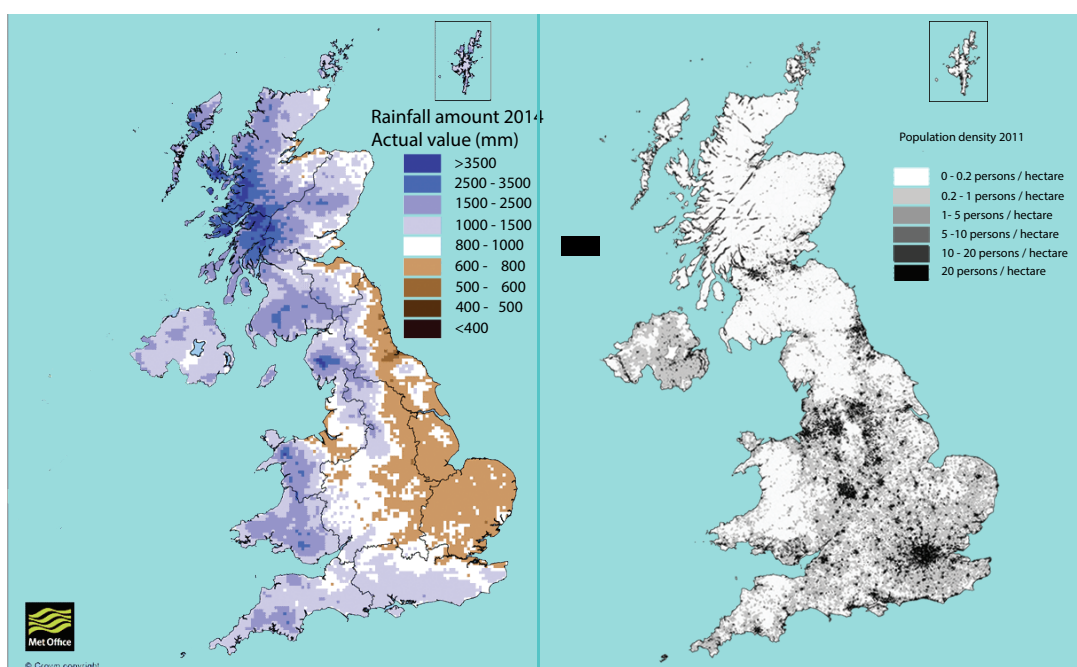 Rainfall amount 2014
Actual value (mm)
>3500
2500 - 3500
1500 - 2500
1000 - 1500
800 - 1000
600 - 800
500 - 600
400 - 500
<400
Met Office
© Crown copyright
Population density 2011
0 - 0.2 persons / hectare
0.2 - 1 persons / hectare
1- 5 persons / hectare
5 -10 persons / hectare
10 - 20 persons / hectare
20 persons / hectare